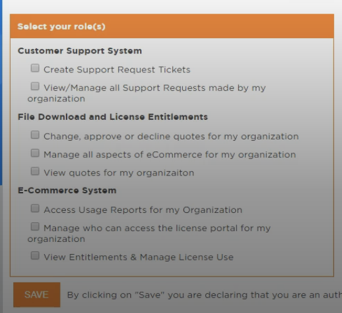 Select your role(s)
Customer Support System
Create Support Request Tickets
View/Manage all Support Requests made by my
organization
File Download and License Entitlements
Change, approve or decline quotes for my organization
Manage all aspects of eCommerce for my organization
View quotes for my organizaiton
E-Commerce System
Access Usage Reports for my Organization
Manage who can access the license portal for my
organization
View Entitlements & Manage License Use
SAVE By clicking on "Save" you are declaring that you are an auth